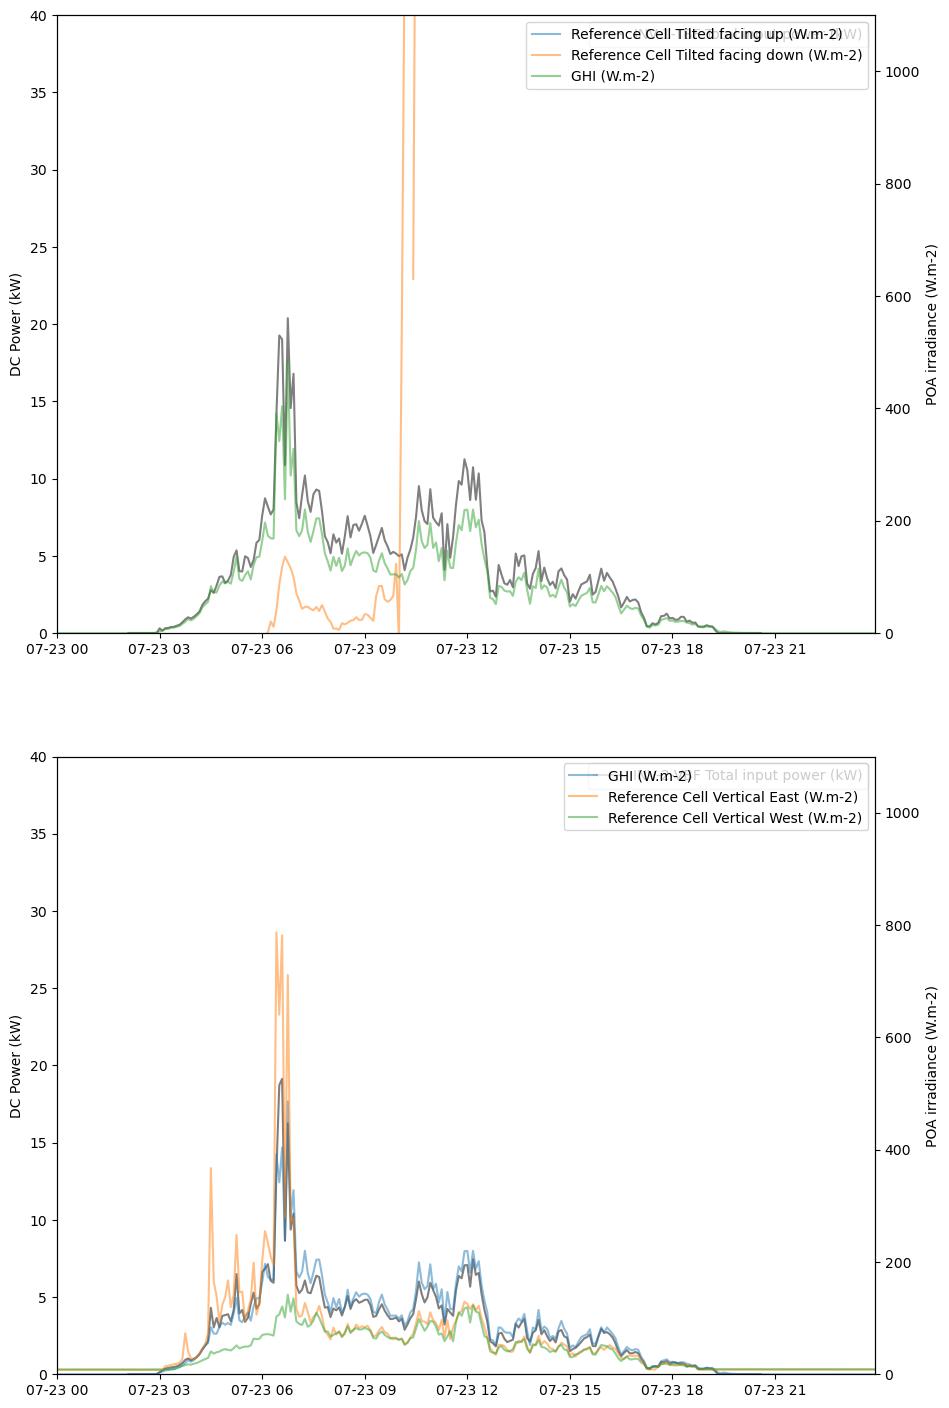 40
35
30
25
20
15
10
5
0
DC Power (kW)
Reference Cell Tilted facing up (W.m-2)
Reference Cell Tilted facing down (W.m-2)
GHI (W.m-2)
1000
800
600
400
200
0
POA irradiance (W.m-2)
07-23 00 07-23 03 07-23 06 07-23 09 07-23 12 07-23 15 07-23 18 07-23 21
40
35
30
25
20
15
10
5
0
DC Power (kW)
GHI (W.m-2) Total input power (kW)
Reference Cell Vertical East (W.m-2)
Reference Cell Vertical West (W.m-2)
1000
800
600
400
200
0
POA irradiance (W.m-2)
07-23 00 07-23 03 07-23 06 07-23 09 07-23 12 07-23 15 07-23 18 07-23 21